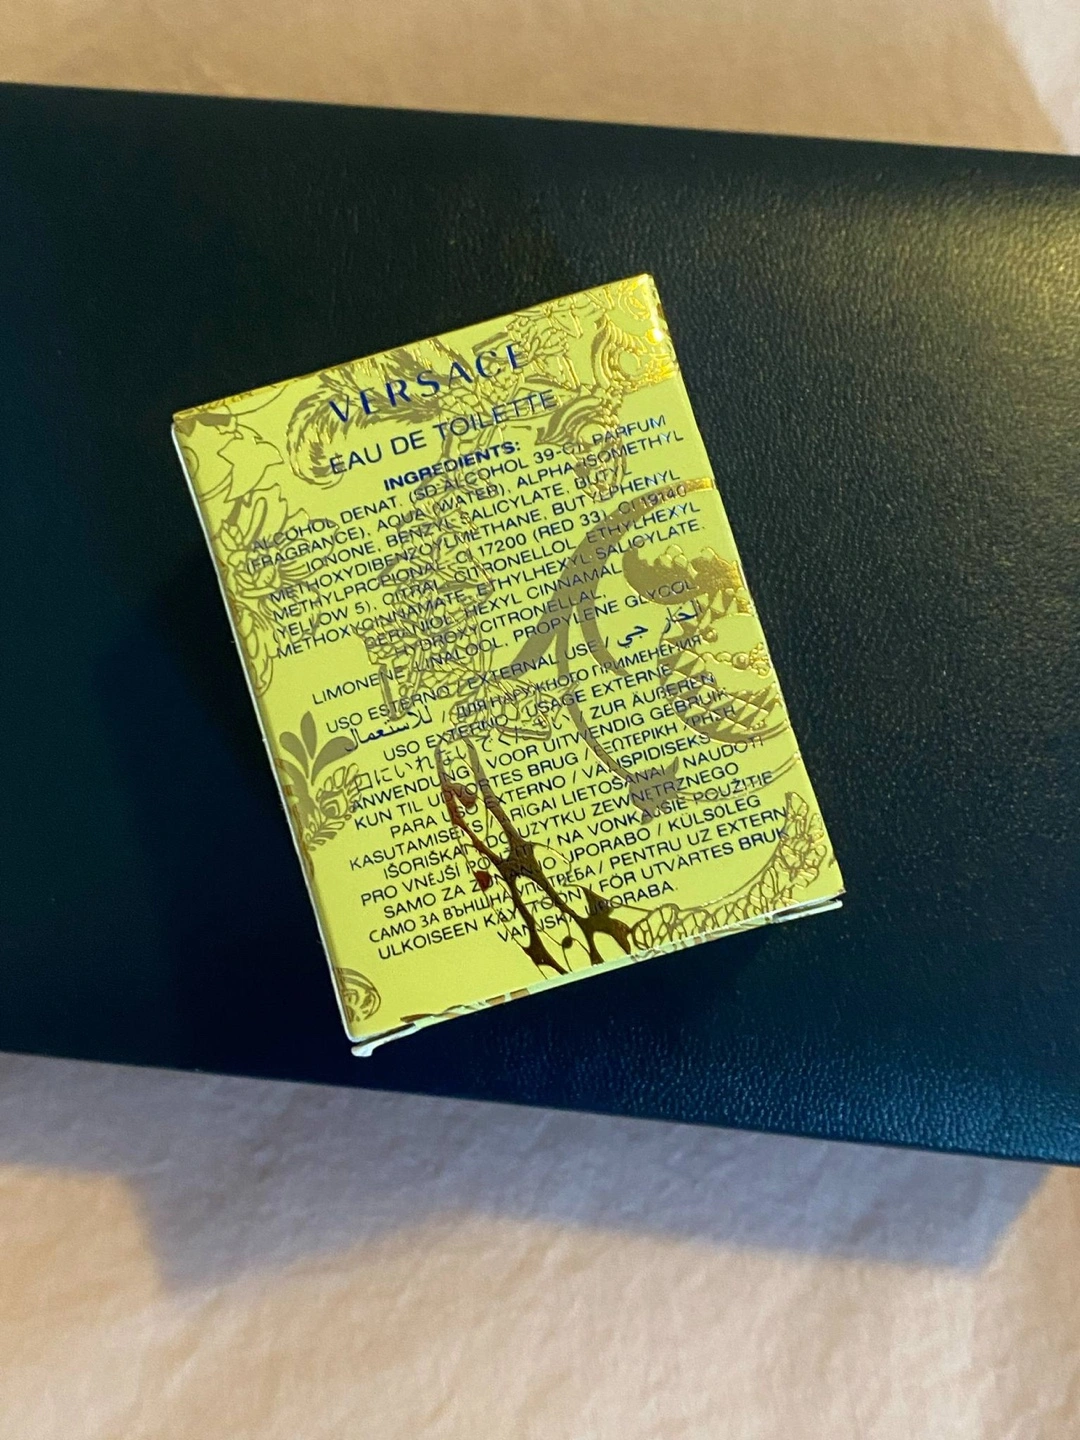 VERSACE
EAU DE TOILETTE
INGREDIENTS:
ALCOHOL DENAT. (SD ALCOHOL 39-C), PARFUM
(FRAGRANCE), AQUA (WATER), ALPHA-ISOMETHYL
IONONE, BENZYL SALICYLATE, BUTYL
METHOXYDIBENZOYLMETHANE, BUTYLPHENYL
METHYLPROPIONAL, CI 17200 (RED 33), CI 19140
(YELLOW 5), CITRAL, CITRONELLOL, ETHYLHEXYL
METHOXYCINNAMATE, ETHYLHEXYL SALICYLATE.
GERANIOL, HEXYL CINNAMAL,
HYDROXYCITRONELLAL,
LIMONENE, LINALOOL, PROPYLENE GLYCOL
USO ESTERNO / EXTERNAL USE / الخارجي
للاستعمال / ДЛЯ НАРУЖНОГО ПРИМЕНЕНИЯ
USO EXTERNO / USAGE EXTERNE
ZUR ÄUßEREN
ANWENDUNG / VOOR UITWENDIG GEBRUIK
KUN TIL UDVORTES BRUG /
PARA USO EXTERNO / VÄLISPIDISEKS
KASUTAMISEKS / ĀRĪGAI LIETOŠANAI / NAUDOTI
IŠORIŠKAI / DO UŻYTKU ZEWNĘTRZNEGO
PRO VNĚJŠÍ POUŽITÍ / NA VONKAJŠIE POUŽITIE
SAMO ZA ZUNANJO UPORABO / KÜLSŐLEG
САМО ЗА ВЪНШНА УПОТРЕБА / PENTRU UZ EXTERN
ULKOISEEN KÄYTTÖÖN / FÖR UTVÄRTES BRUK
VANJSKA UPORABA.